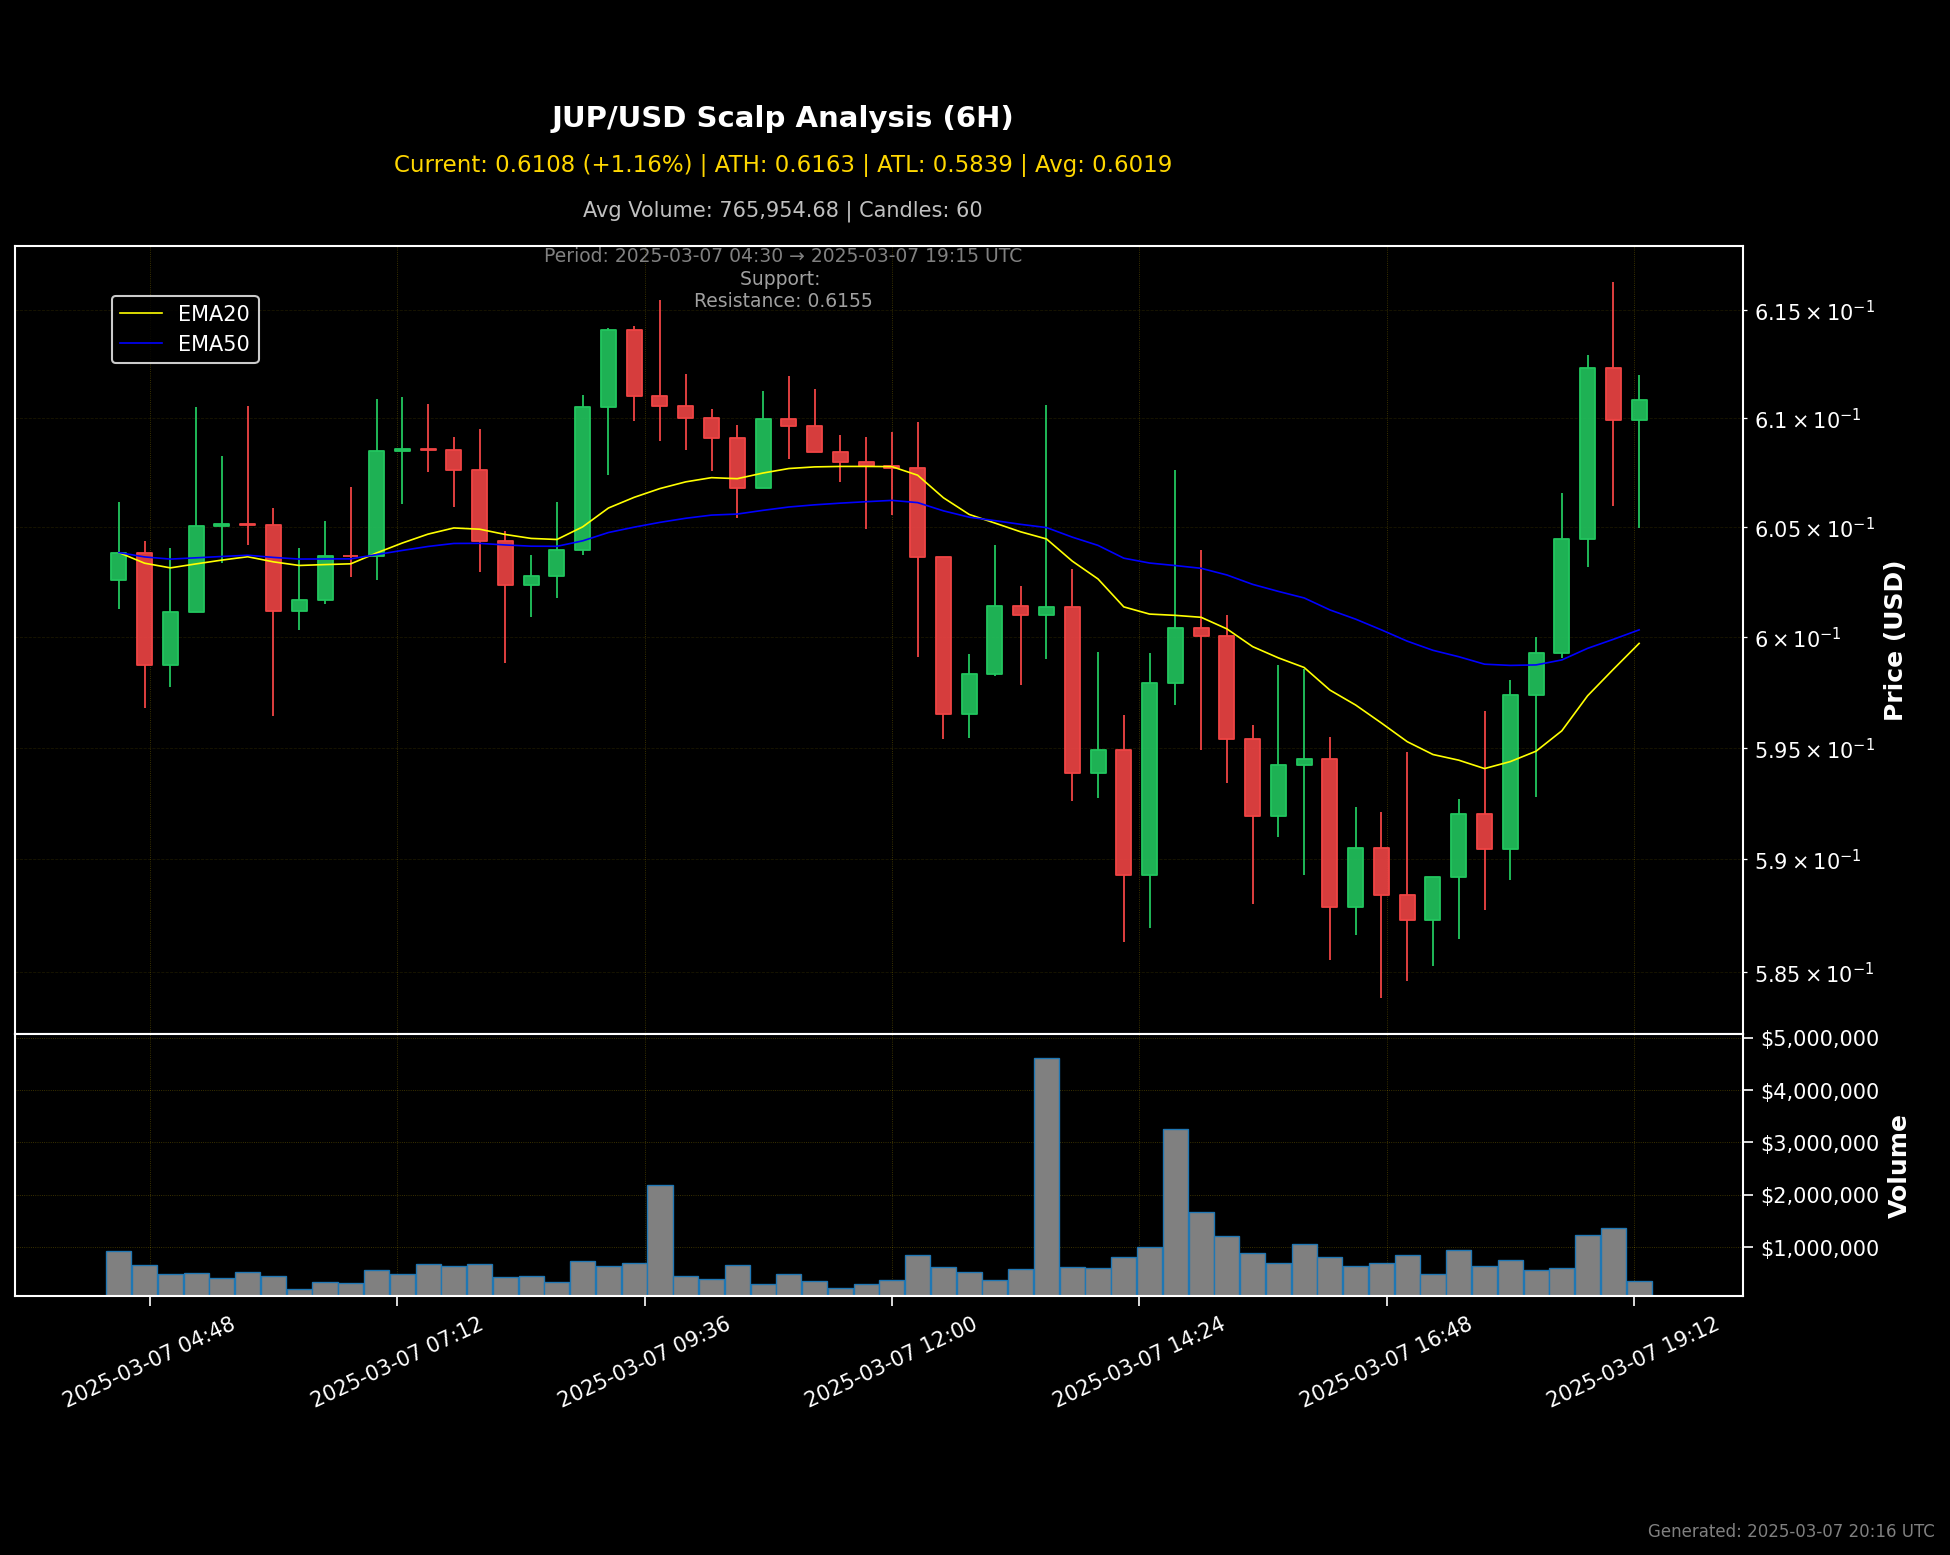 JUP/USD Scalp Analysis (6H)
Current: 0.6108 (+1.16%) | ATH: 0.6163 | ATL: 0.5839 | Avg: 0.6019
Avg Volume: 765,954.68 | Candles: 60
Period: 2025-03-07 04:30 → 2025-03-07 19:15 UTC
Support:
Resistance: 0.6155
EMA20
EMA50
6.15 × 10⁻¹
6.1 × 10⁻¹
6.05 × 10⁻¹
6 × 10⁻¹
5.95 × 10⁻¹
5.9 × 10⁻¹
5.85 × 10⁻¹
Price (USD)
$5,000,000
$4,000,000
$3,000,000
$2,000,000
$1,000,000
Volume
2025-03-07 04:48
2025-03-07 07:12
2025-03-07 09:36
2025-03-07 12:00
2025-03-07 14:24
2025-03-07 16:48
2025-03-07 19:12
Generated: 2025-03-07 20:16 UTC